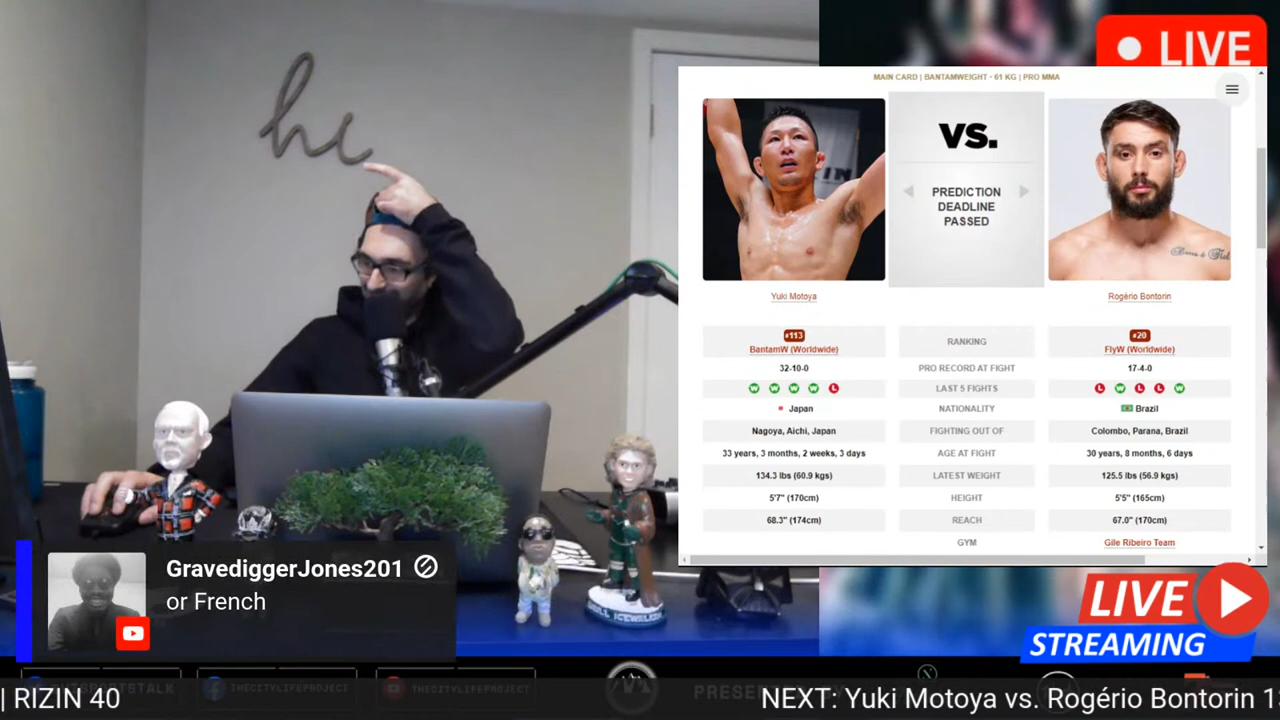 hi
LIVE
MAIN CARD | BANTAMWEIGHT · 61 KG | PRO MMA
VS.
PREDICTION
DEADLINE
PASSED
Yuki Motoya
Rogério Bontorin
#113
BantamW (Worldwide)
RANKING
#20
FlyW (Worldwide)
32-10-0
PRO RECORD AT FIGHT
17-4-0
W W W W L
LAST 5 FIGHTS
L W L L W
Japan
NATIONALITY
Brazil
Nagoya, Aichi, Japan
FIGHTING OUT OF
Colombo, Parana, Brazil
33 years, 3 months, 2 weeks, 3 days
AGE AT FIGHT
30 years, 8 months, 6 days
134.3 lbs (60.9 kgs)
LATEST WEIGHT
125.5 lbs (56.9 kgs)
5'7" (170cm)
HEIGHT
5'5" (165cm)
68.3" (174cm)
REACH
67.0" (170cm)
GYM
Gile Ribeiro Team
GravediggerJones201
or French
LIVE
STREAMING
THECITYLIFEPROJECT
THECITYLIFEPROJECT
| RIZIN 40
NEXT: Yuki Motoya vs. Rogério Bontorin